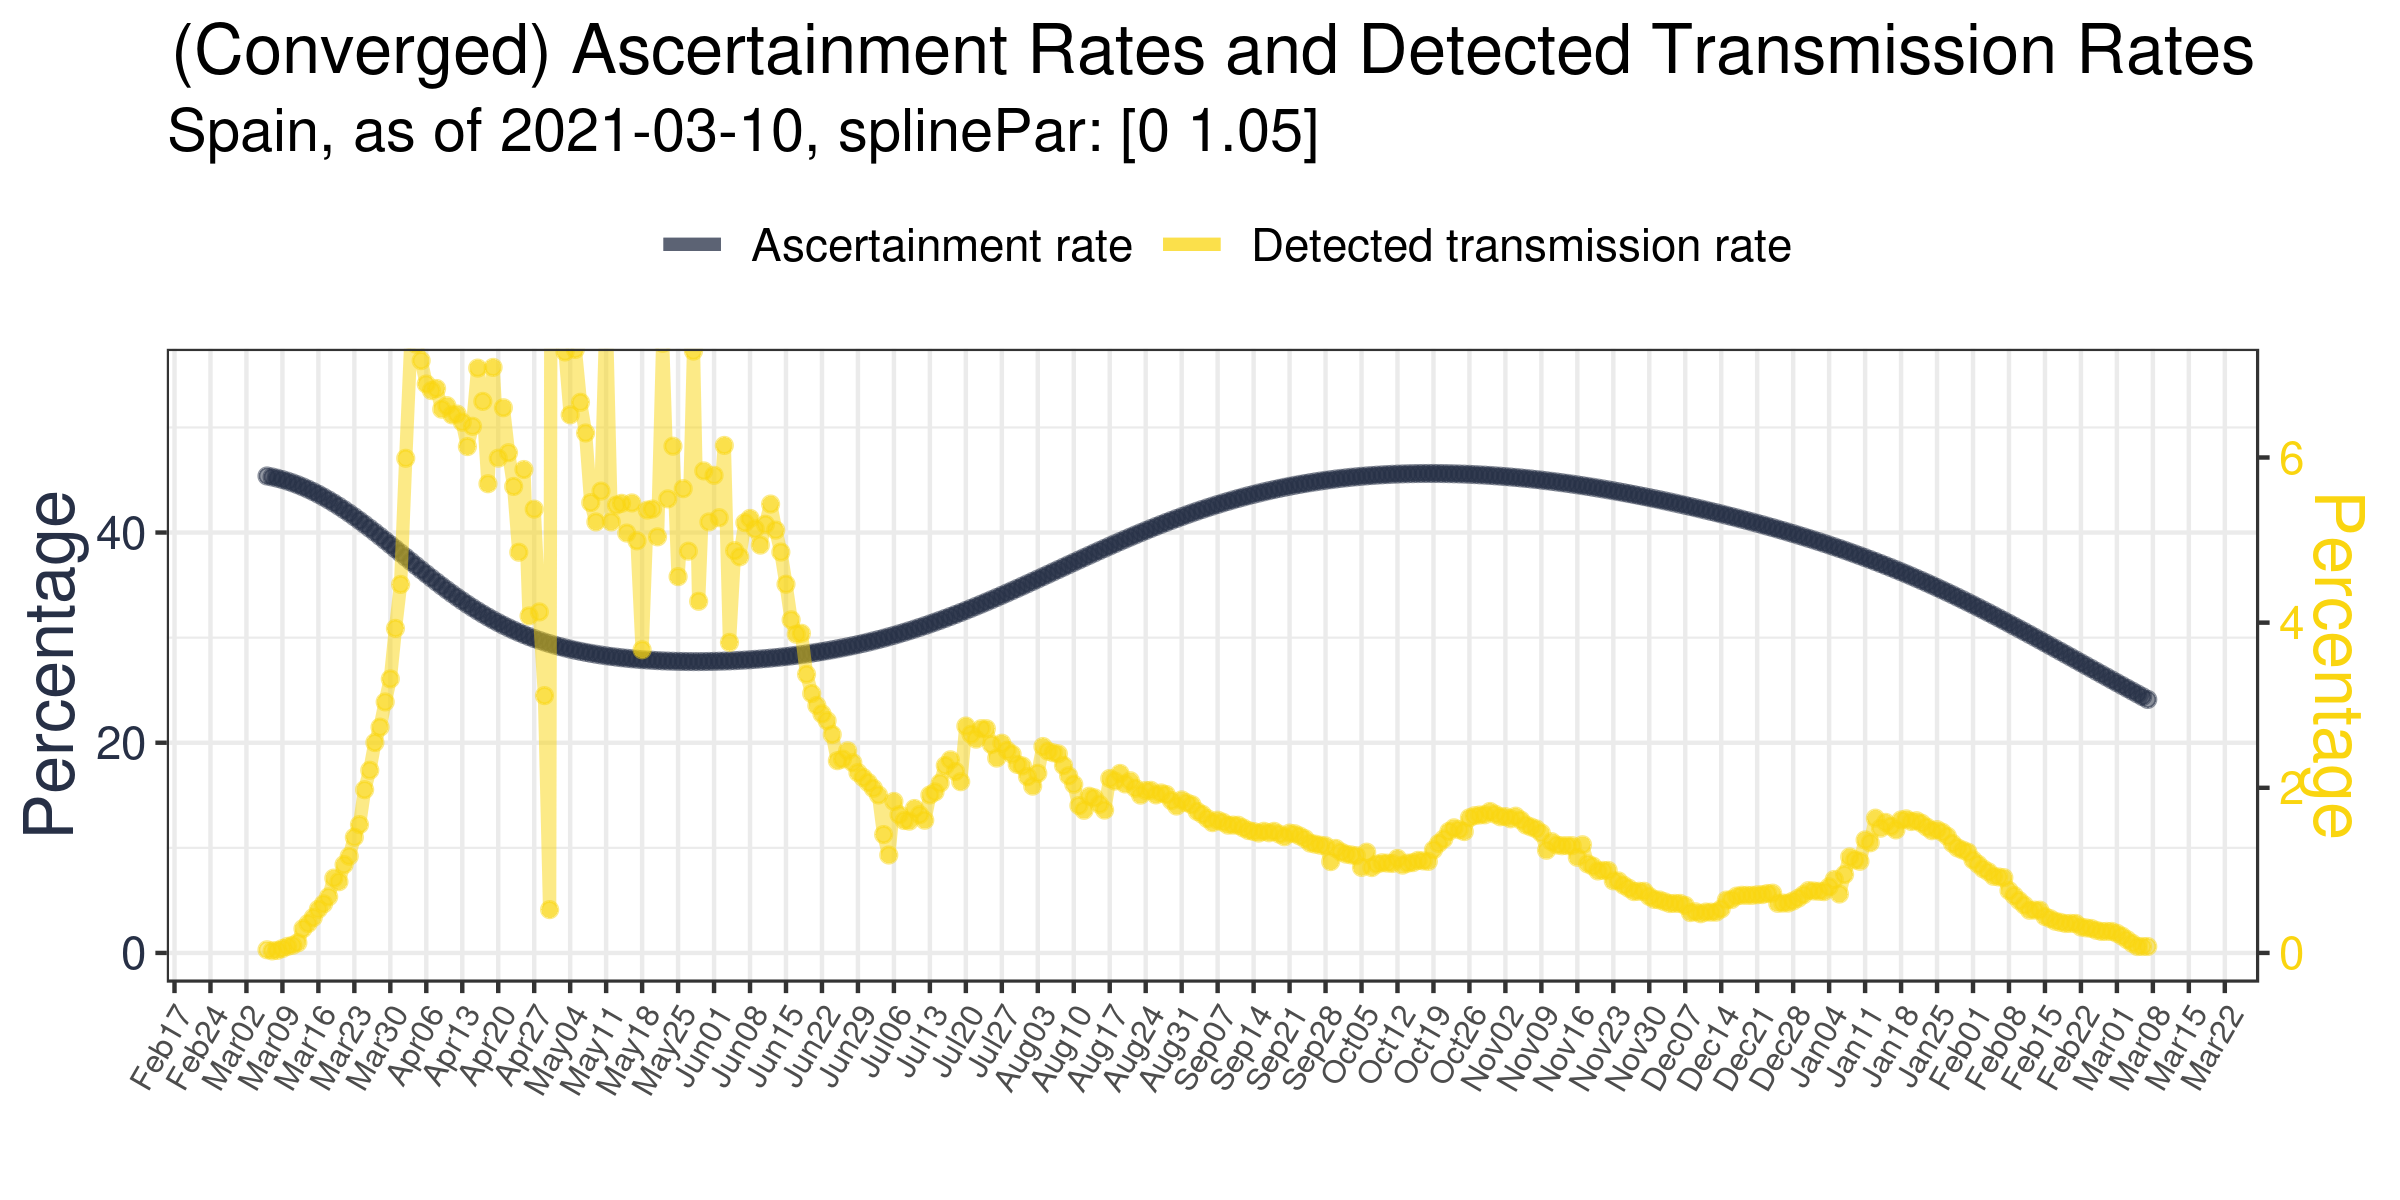 (Converged) Ascertainment Rates and Detected Transmission Rates
Spain, as of 2021-03-10, splinePar: [0 1.05]
Ascertainment rate
Detected transmission rate
Percentage
40
20
0
6
4
2
0
Percentage
Feb17
Feb24
Mar02
Mar09
Mar16
Mar23
Mar30
Apr06
Apr13
Apr20
Apr27
May04
May11
May18
May25
Jun01
Jun08
Jun15
Jun22
Jun29
Jul06
Jul13
Jul20
Jul27
Aug03
Aug10
Aug17
Aug24
Aug31
Sep07
Sep14
Sep21
Sep28
Oct05
Oct12
Oct19
Oct26
Nov02
Nov09
Nov16
Nov23
Nov30
Dec07
Dec14
Dec21
Dec28
Jan04
Jan11
Jan18
Jan25
Feb01
Feb08
Feb15
Feb22
Mar01
Mar08
Mar15
Mar22